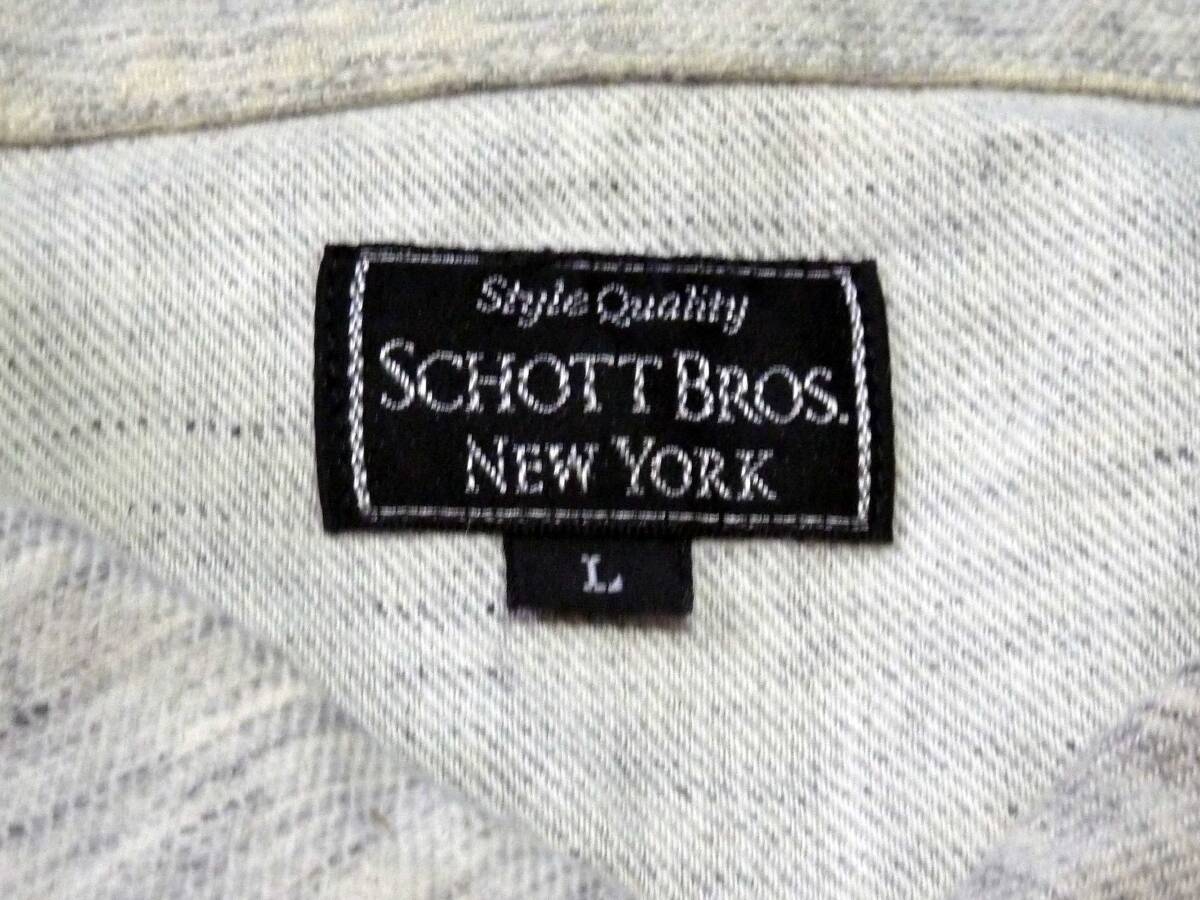 Style Quality
SCHOTT BROS.
NEW YORK
L